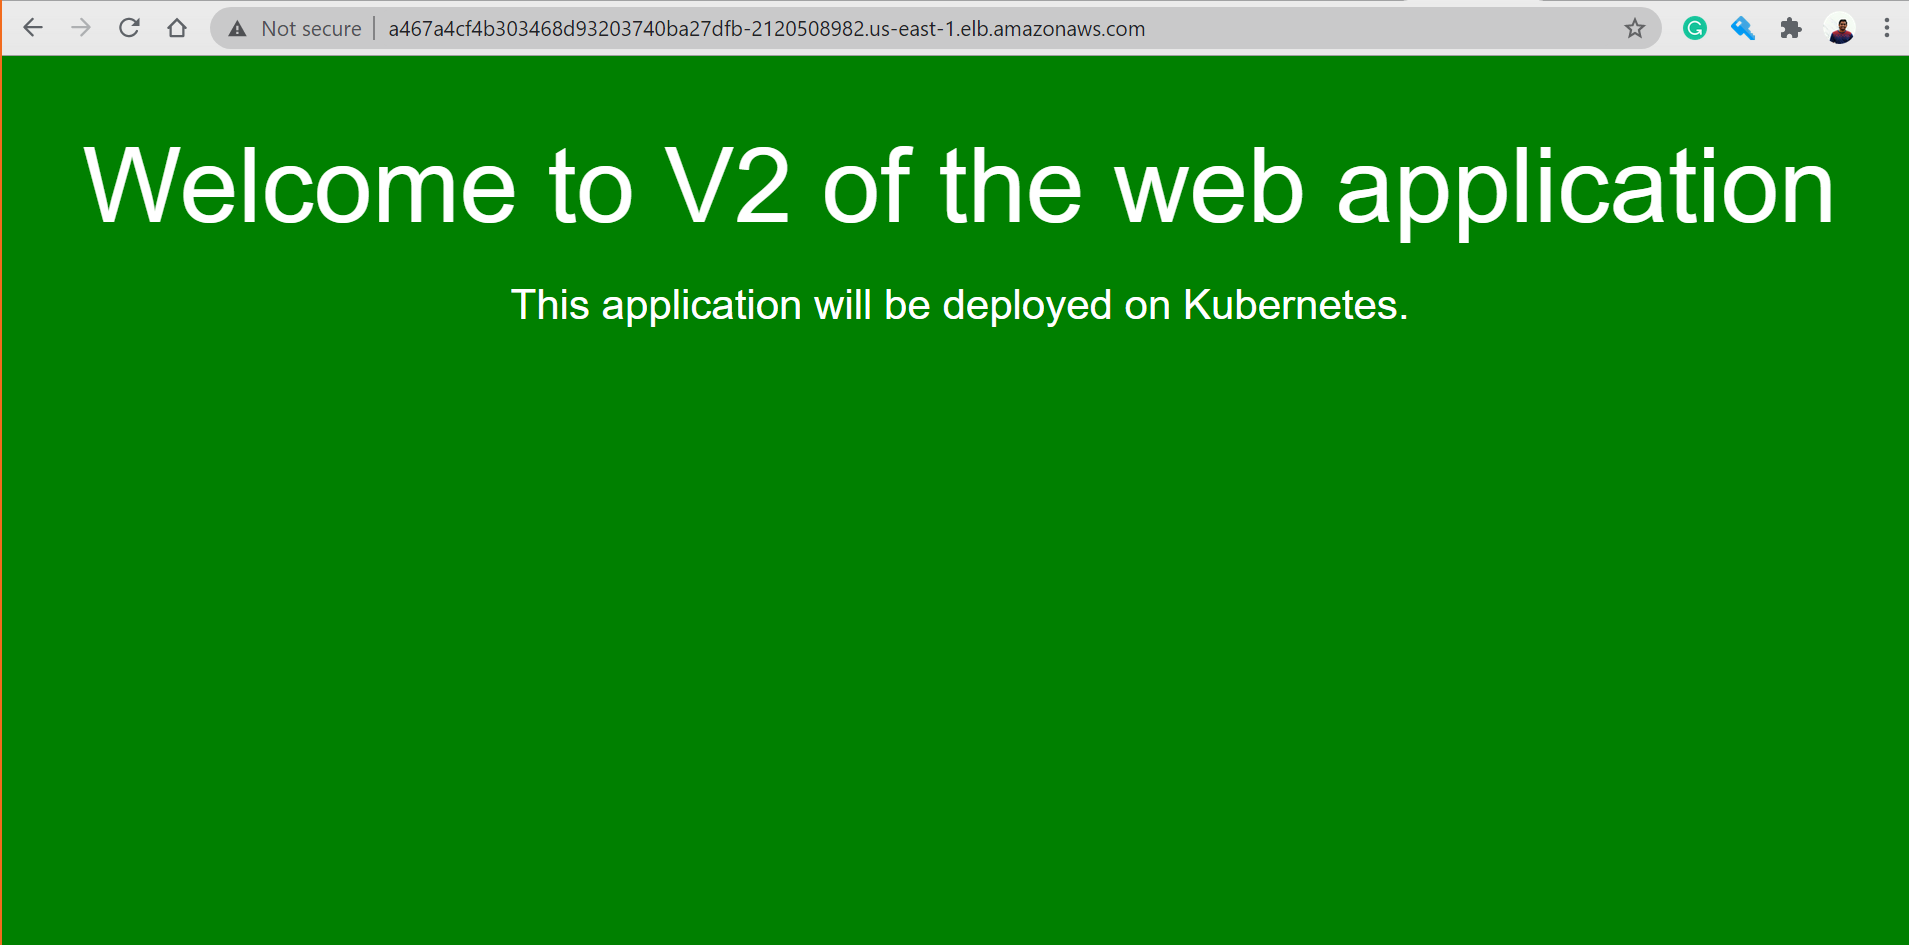 Not secure
a467a4cf4b303468d93203740ba27dfb-2120508982.us-east-1.elb.amazonaws.com
Welcome to V2 of the web application
This application will be deployed on Kubernetes.